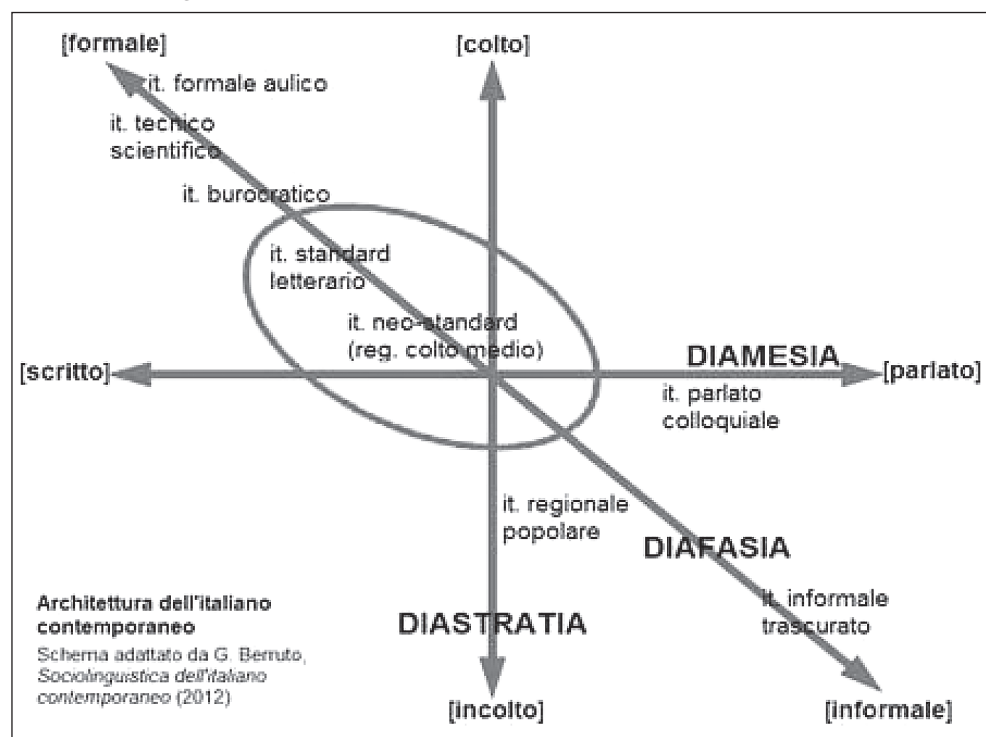 [formale]
[colto]
it. formale aulico
it. tecnico
scientifico
it. burocratico
it. standard
letterario
it. neo-standard
(reg. colto medio)
DIAMESIA
[scritto]
[parlato]
it. parlato
colloquiale
it. regionale
popolare
DIAFASIA
it. informale
trascurato
DIASTRATIA
Architettura dell'italiano
contemporaneo
Schema adattato da G. Berruto,
Sociolinguistica dell'italiano
contemporaneo (2012)
[incolto]
[informale]